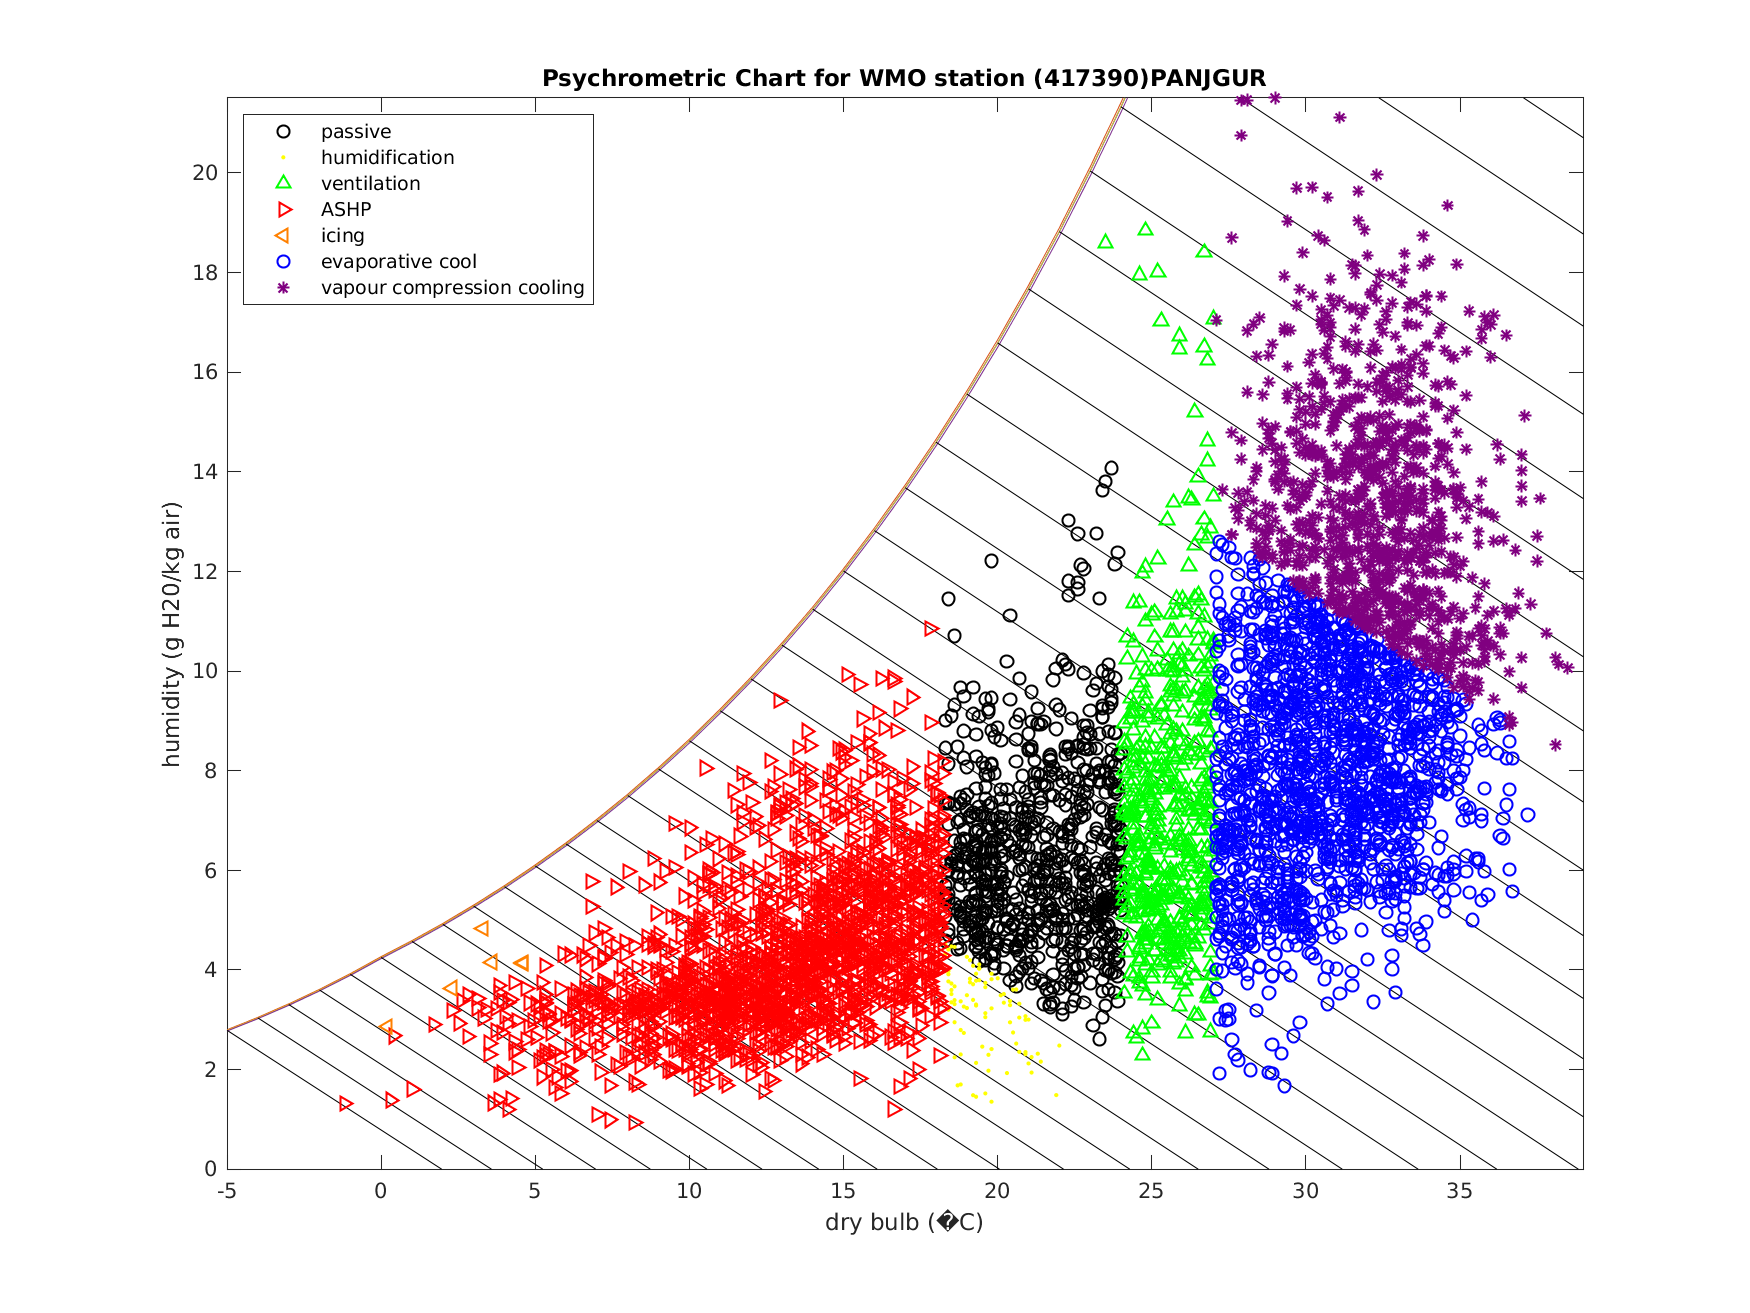 Psychrometric Chart for WMO station (417390)PANJGUR
passive
humidification
ventilation
ASHP
icing
evaporative cool
vapour compression cooling
20
18
16
14
12
10
8
6
4
2
0
humidity (g H20/kg air)
-5 0 5 10 15 20 25 30 35
dry bulb (�C)